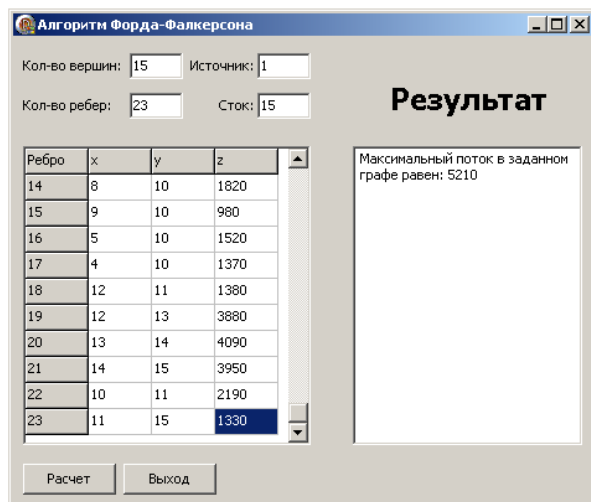 Алгоритм Форда-Фалкерсона
Кол-во вершин: 15 Источник: 1
Кол-во ребер: 23 Сток: 15
Результат
Ребро x y z
14 8 10 1820
15 9 10 980
16 5 10 1520
17 4 10 1370
18 12 11 1380
19 12 13 3880
20 13 14 4090
21 14 15 3950
22 10 11 2190
23 11 15 1330
Максимальный поток в заданном
графе равен: 5210
Расчет Выход